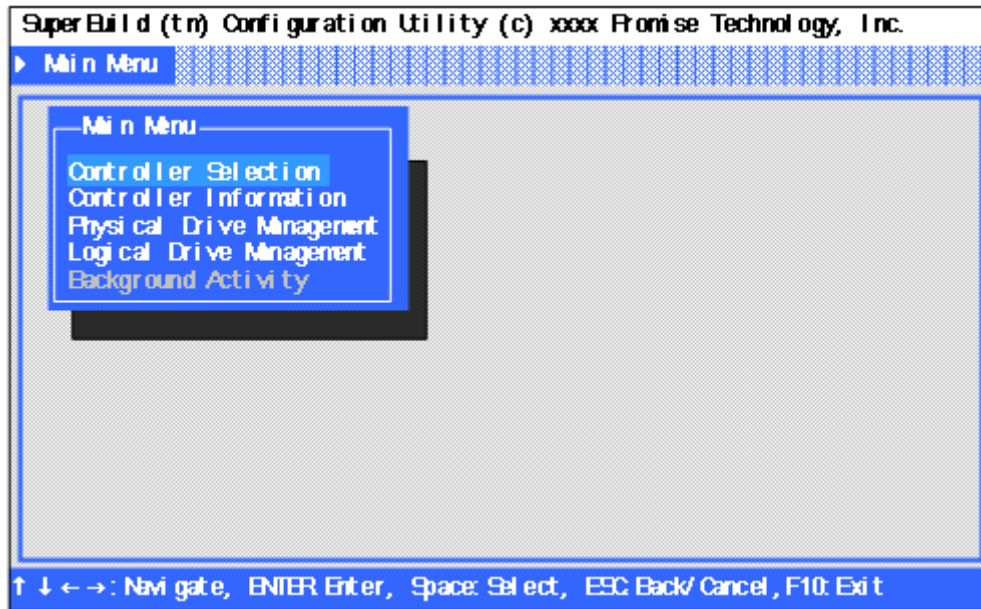 SuperBuild (tm) Configuration Utility (c) xxxx Promise Technology, Inc.
Main Menu
Main Menu
Controller Selection
Controller Information
Physical Drive Management
Logical Drive Management
Background Activity
↑ ↓ ← →: Navigate, ENTER: Enter, Space: Select, ESC: Back/Cancel, F10: Exit